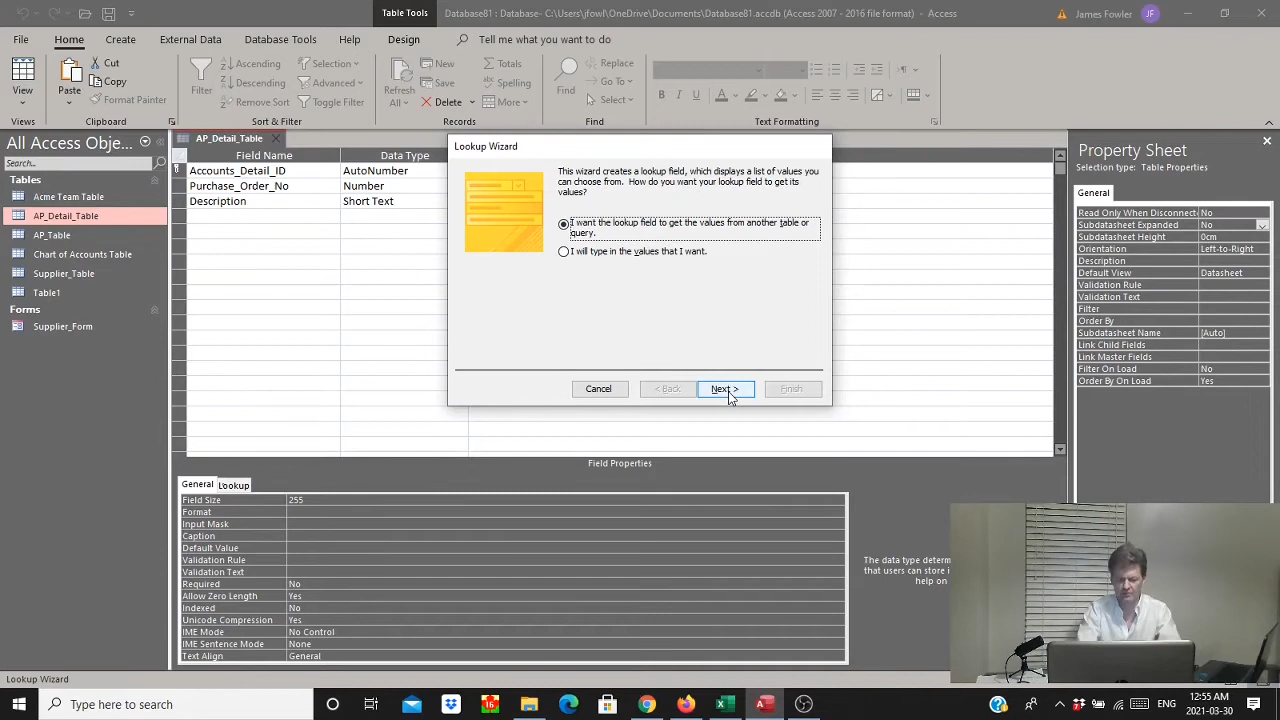 Table Tools
Database81 : Database- C:\Users\jfowl\OneDrive\Documents\Database81.accdb (Access 2007 - 2016 file format) - Access
James Fowler
JF
File
Home
Create
External Data
Database Tools
Help
Design
Tell me what you want to do
View
Paste
Cut
Copy
Format Painter
Filter
Ascending
Descending
Remove Sort
Selection
Advanced
Toggle Filter
Refresh
All
New
Save
Delete
Totals
Spelling
More
Find
Replace
Go To
Select
B I U
A
Views
Clipboard
Sort & Filter
Records
Find
Text Formatting
All Access Obje...
Search...
Tables
Acme Team Table
AP_Detail_Table
AP_Table
Chart of Accounts Table
Supplier_Table
Table1
Forms
Supplier_Form
AP_Detail_Table
Field Name
Data Type
Accounts_Detail_ID
AutoNumber
Purchase_Order_No
Number
Description
Short Text
Lookup Wizard
This wizard creates a lookup field, which displays a list of values you
can choose from. How do you want your lookup field to get its
values?
I want the lookup field to get the values from another table or
query.
I will type in the values that I want.
Cancel
< Back
Next >
Finish
Property Sheet
Selection type: Table Properties
General
Read Only When Disconnect No
Subdatasheet Expanded No
Subdatasheet Height 0cm
Orientation Left-to-Right
Description
Default View Datasheet
Validation Rule
Validation Text
Filter
Order By
Subdatasheet Name [Auto]
Link Child Fields
Link Master Fields
Filter On Load No
Order By On Load Yes
Field Properties
General
Lookup
Field Size 255
Format
Input Mask
Caption
Default Value
Validation Rule
Validation Text
Required No
Allow Zero Length Yes
Indexed No
Unicode Compression Yes
IME Mode No Control
IME Sentence Mode None
Text Align General
The data type determ
that users can store i
help on
Lookup Wizard
Type here to search
16
ENG
12:55 AM
2021-03-30